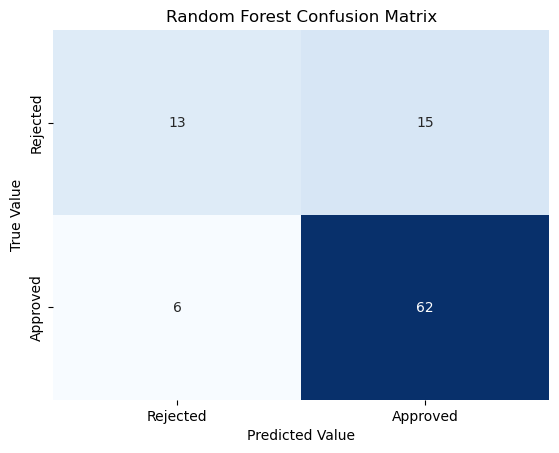 Random Forest Confusion Matrix
True Value
Rejected
13
15
Approved
6
62
Rejected
Approved
Predicted Value